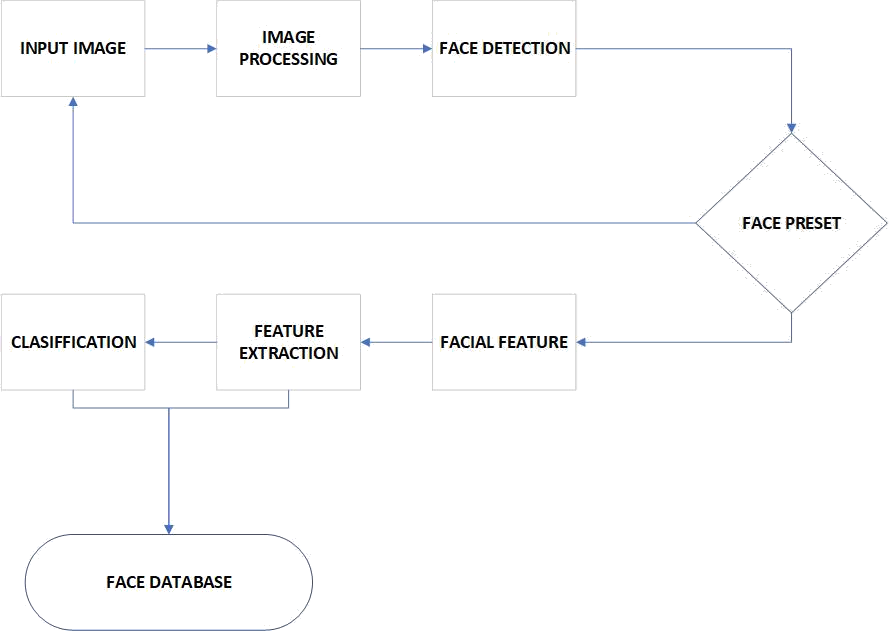 INPUT IMAGE
IMAGE
PROCESSING
FACE DETECTION
FACE PRESET
CLASIFFICATION
FEATURE
EXTRACTION
FACIAL FEATURE
FACE DATABASE